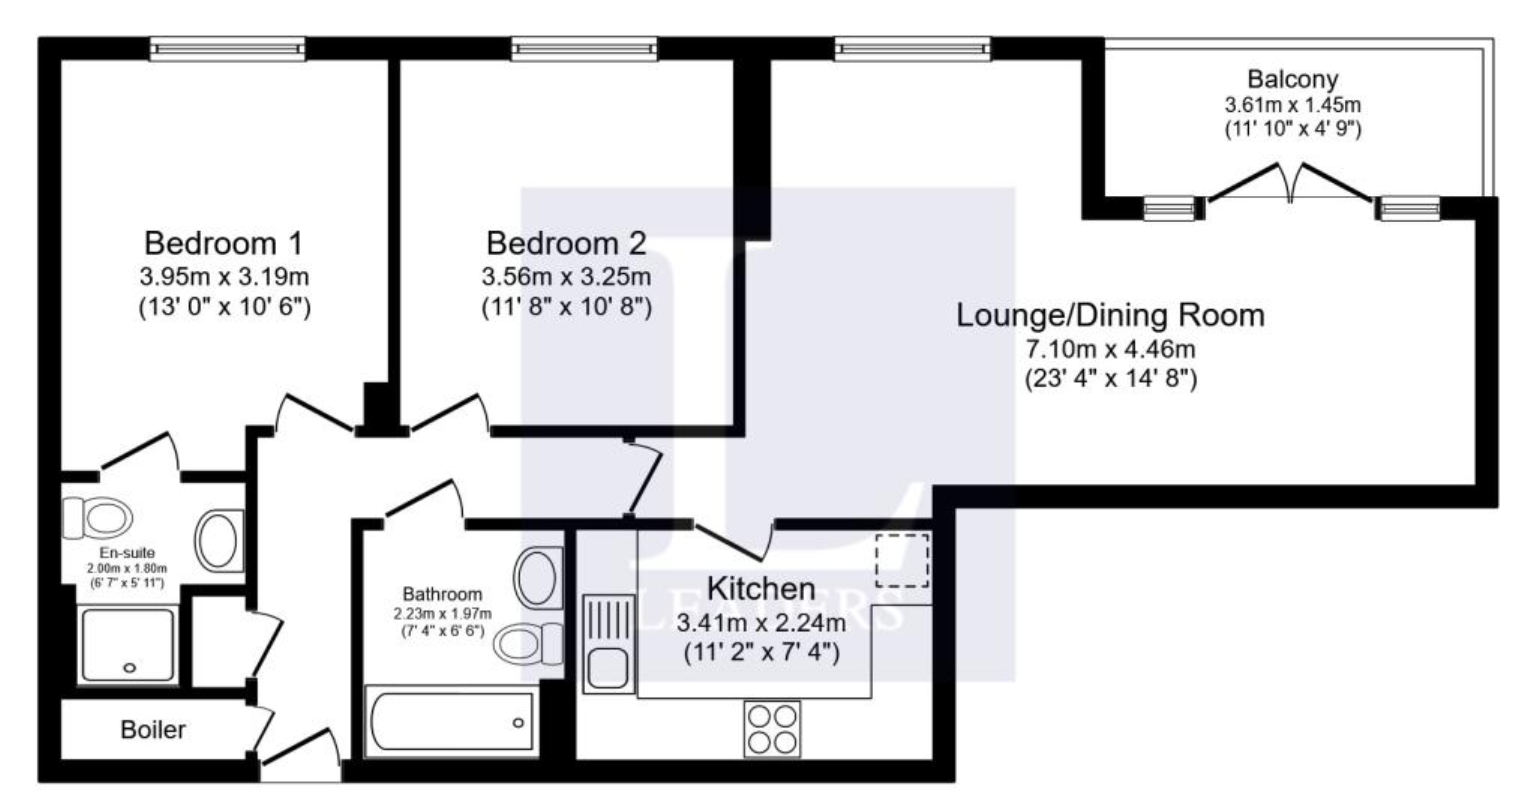 Balcony
3.61m x 1.45m
(11' 10" x 4' 9")
Bedroom 1
3.95m x 3.19m
(13' 0" x 10' 6")
Bedroom 2
3.56m x 3.25m
(11' 8" x 10' 8")
Lounge/Dining Room
7.10m x 4.46m
(23' 4" x 14' 8")
En-suite
2.00m x 1.80m
(6' 7" x 5' 11")
Bathroom
2.23m x 1.97m
(7' 4" x 6' 6")
Kitchen
3.41m x 2.24m
(11' 2" x 7' 4")
Boiler
L
LEADERS